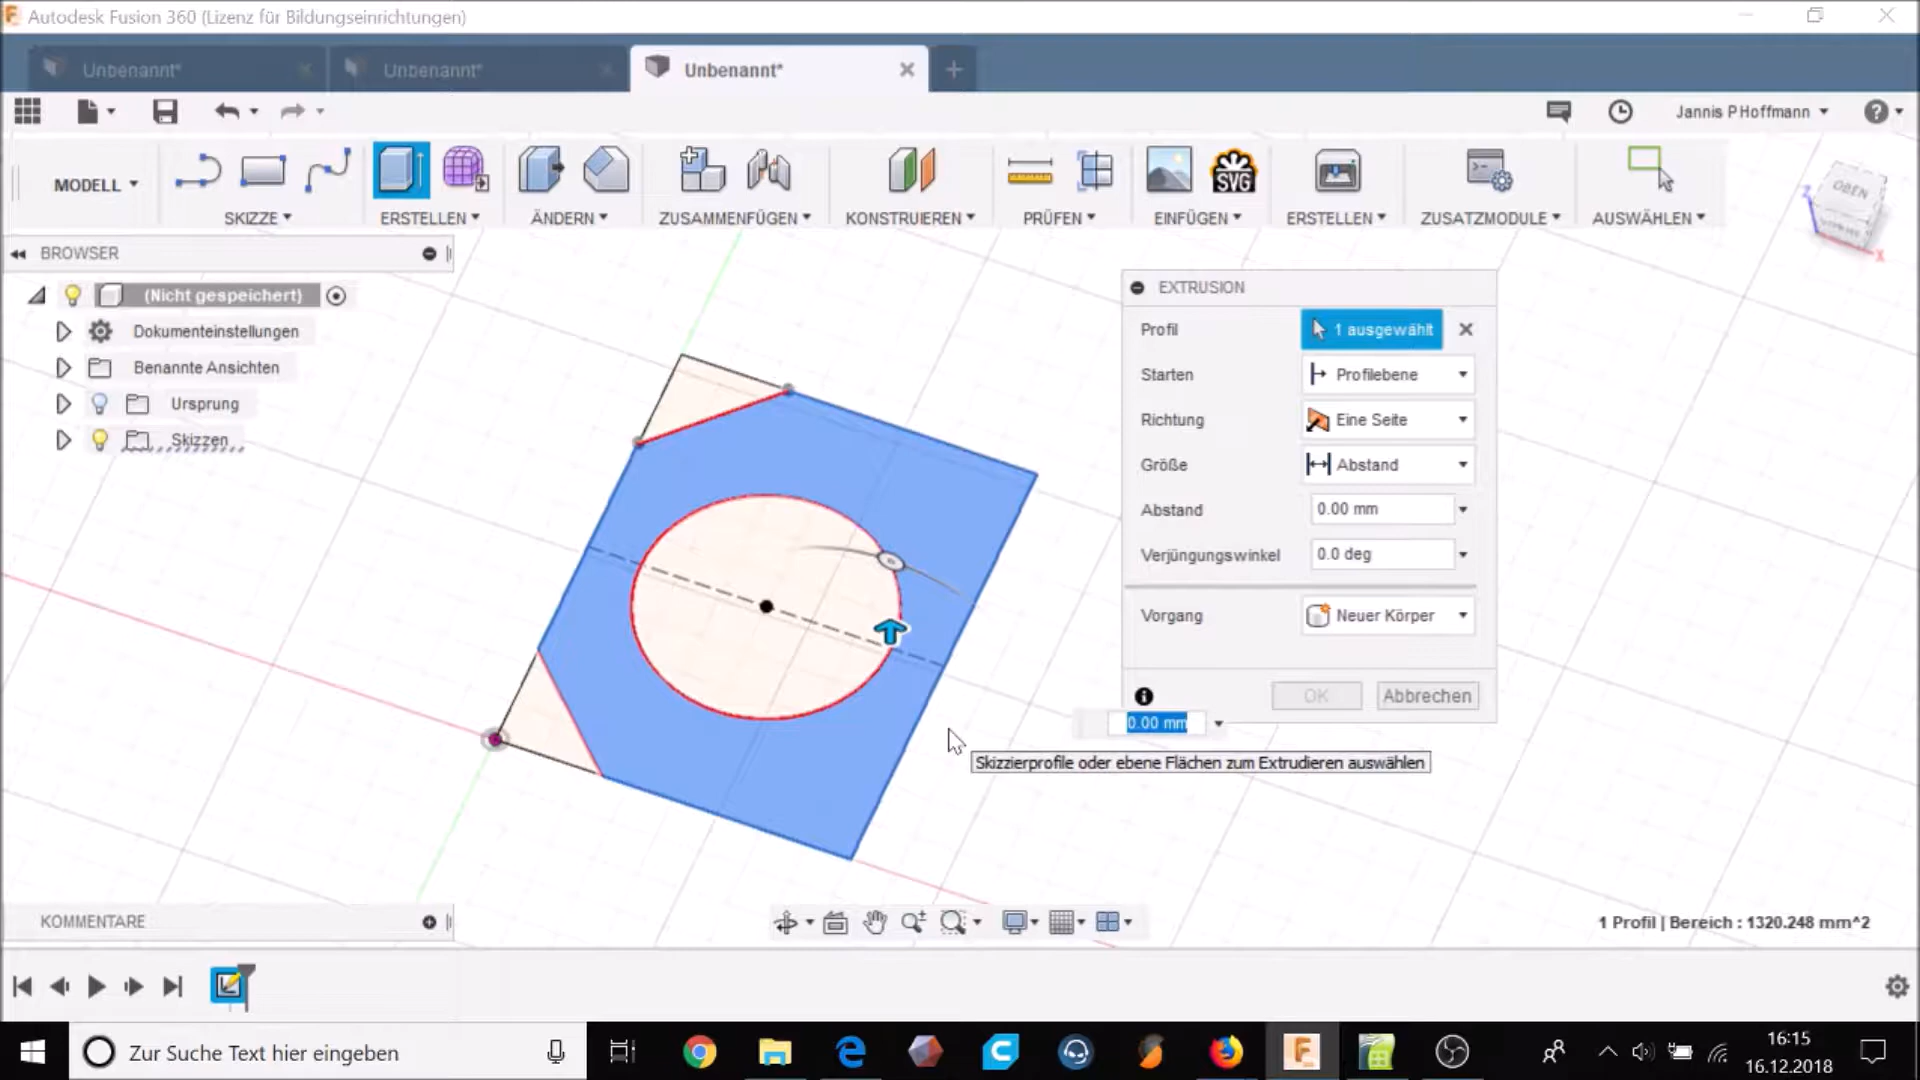 Autodesk Fusion 360 (Lizenz für Bildungseinrichtungen)
Unbenannt*
Unbenannt*
Unbenannt*
Jannis P Hoffmann
MODELL
SKIZZE
ERSTELLEN
ÄNDERN
ZUSAMMENFÜGEN
KONSTRUIEREN
PRÜFEN
SVG
EINFÜGEN
ERSTELLEN
ZUSATZMODULE
AUSWÄHLEN
OBEN
Z
X
BROWSER
(Nicht gespeichert)
Dokumenteinstellungen
Benannte Ansichten
Ursprung
Skizzen
EXTRUSION
Profil
1 ausgewählt
Starten
Profilebene
Richtung
Eine Seite
Größe
Abstand
Abstand
0.00 mm
Verjüngungswinkel
0.0 deg
Vorgang
Neuer Körper
OK
Abbrechen
0.00 mm
Skizzierprofile oder ebene Flächen zum Extrudieren auswählen
KOMMENTARE
1 Profil | Bereich : 1320.248 mm^2
Zur Suche Text hier eingeben
16:15
16.12.2018